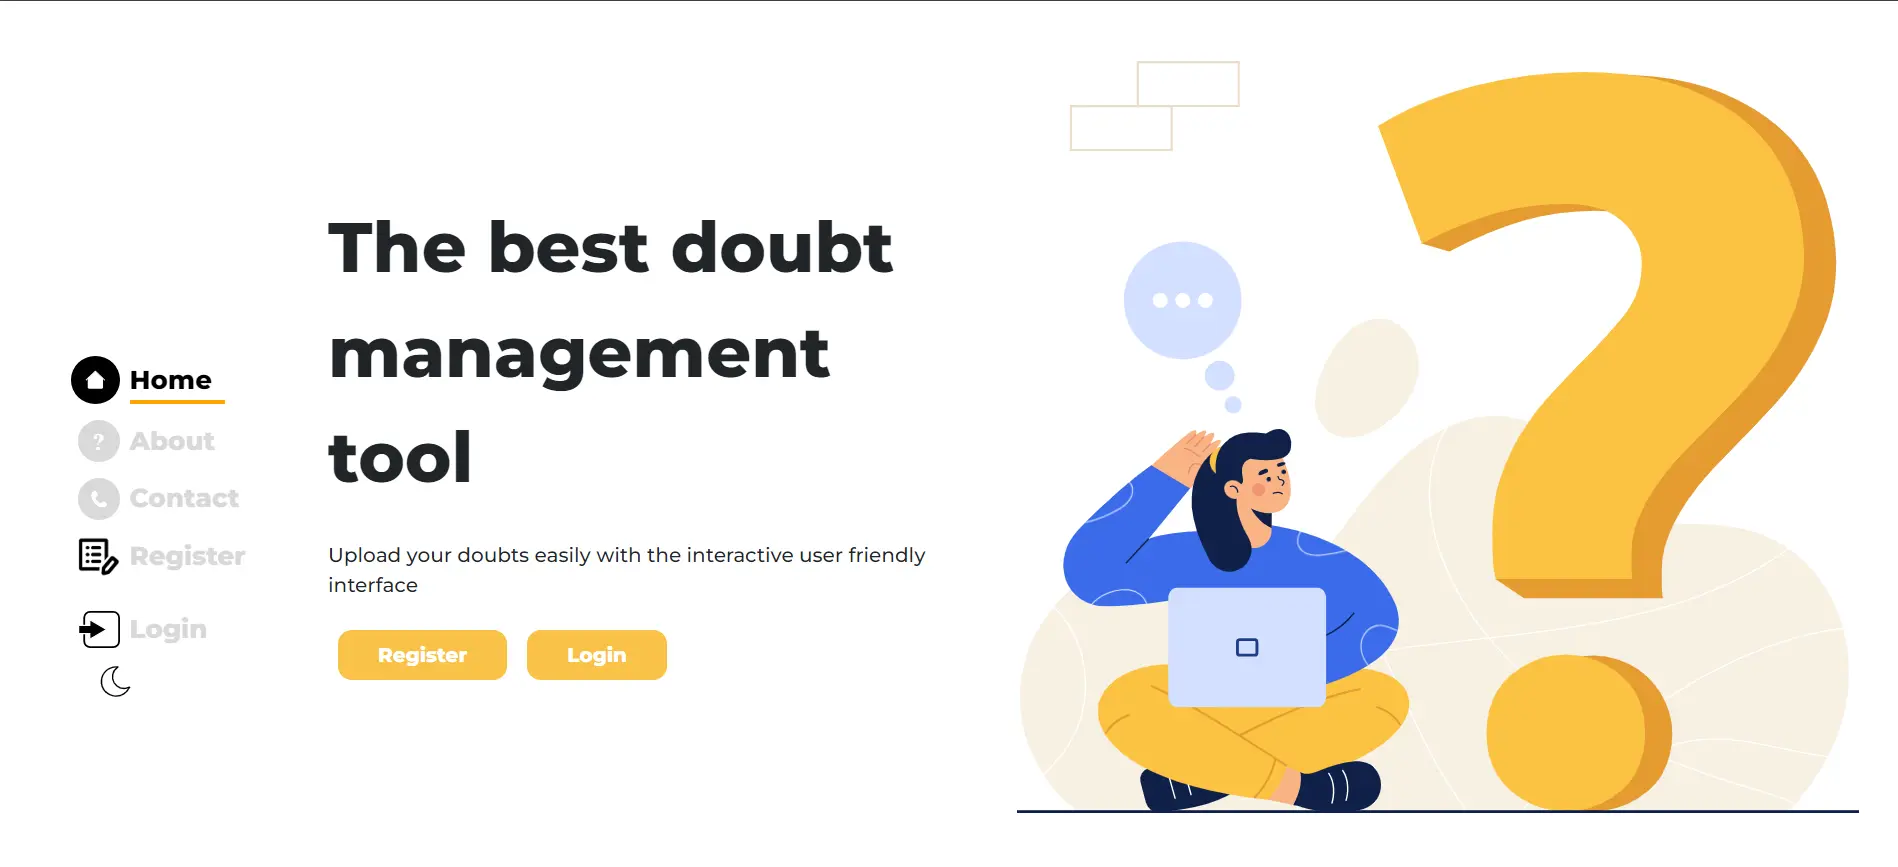 Home
About
Contact
Register
Login
The best doubt
management
tool
Upload your doubts easily with the interactive user friendly
interface
Register
Login